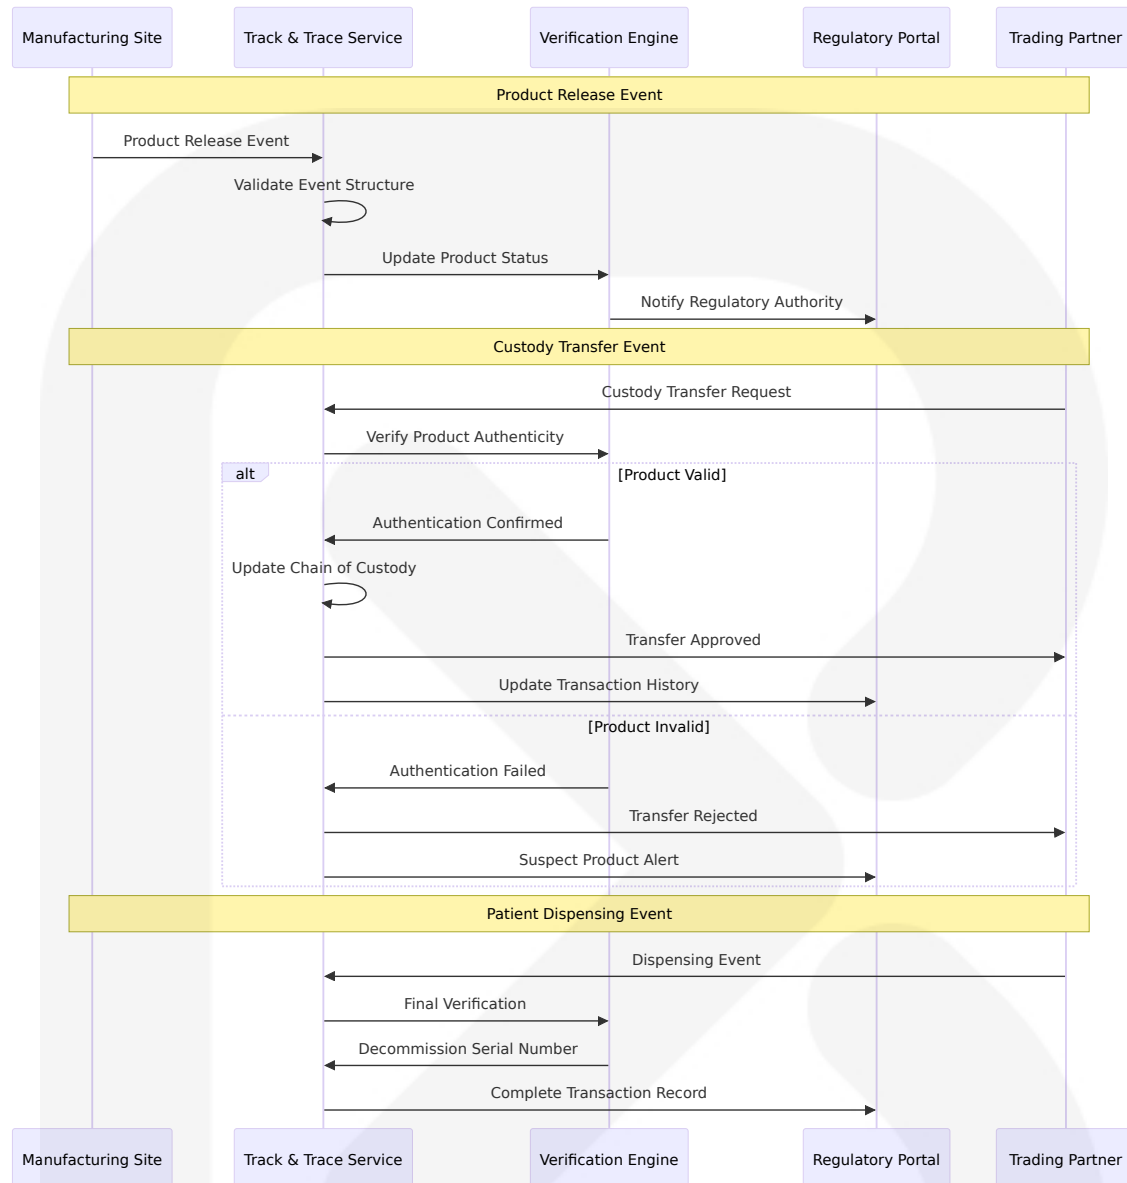 Manufacturing Site
Track & Trace Service
Verification Engine
Regulatory Portal
Trading Partner
Product Release Event
Product Release Event
Validate Event Structure
Update Product Status
Notify Regulatory Authority
Custody Transfer Event
Custody Transfer Request
Verify Product Authenticity
alt
[Product Valid]
Authentication Confirmed
Update Chain of Custody
Transfer Approved
Update Transaction History
[Product Invalid]
Authentication Failed
Transfer Rejected
Suspect Product Alert
Patient Dispensing Event
Dispensing Event
Final Verification
Decommission Serial Number
Complete Transaction Record
Manufacturing Site
Track & Trace Service
Verification Engine
Regulatory Portal
Trading Partner